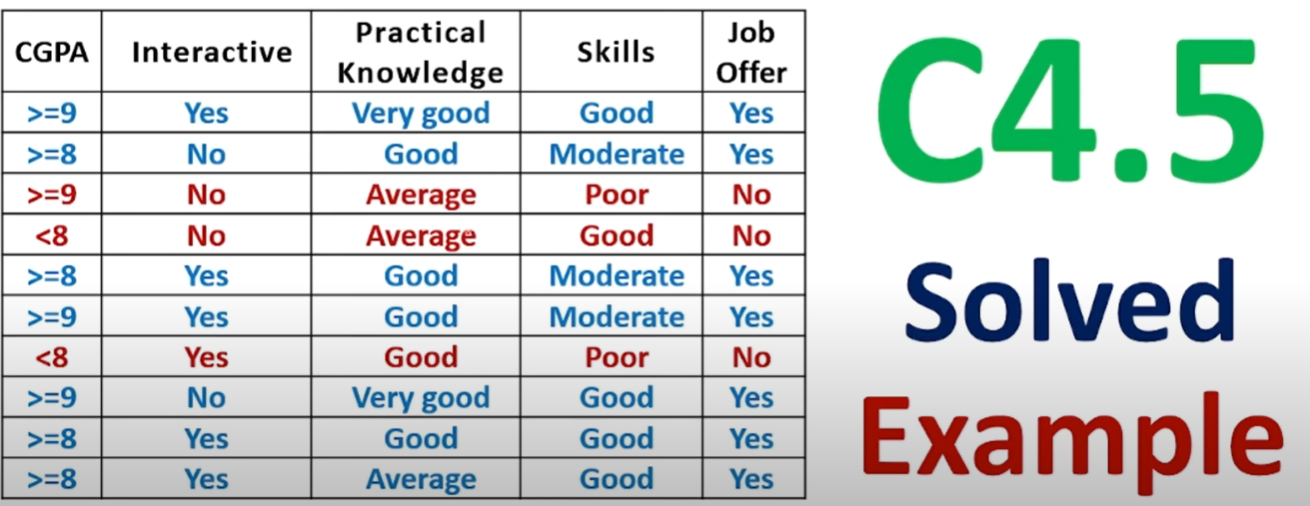 CGPA Interactive Practical Knowledge Skills Job Offer
>=9 Yes Very good Good Yes
>=8 No Good Moderate Yes
>=9 No Average Poor No
<8 No Average Good No
>=8 Yes Good Moderate Yes
>=9 Yes Good Moderate Yes
<8 Yes Good Poor No
>=9 No Very good Good Yes
>=8 Yes Good Good Yes
>=8 Yes Average Good Yes
C4.5
Solved
Example